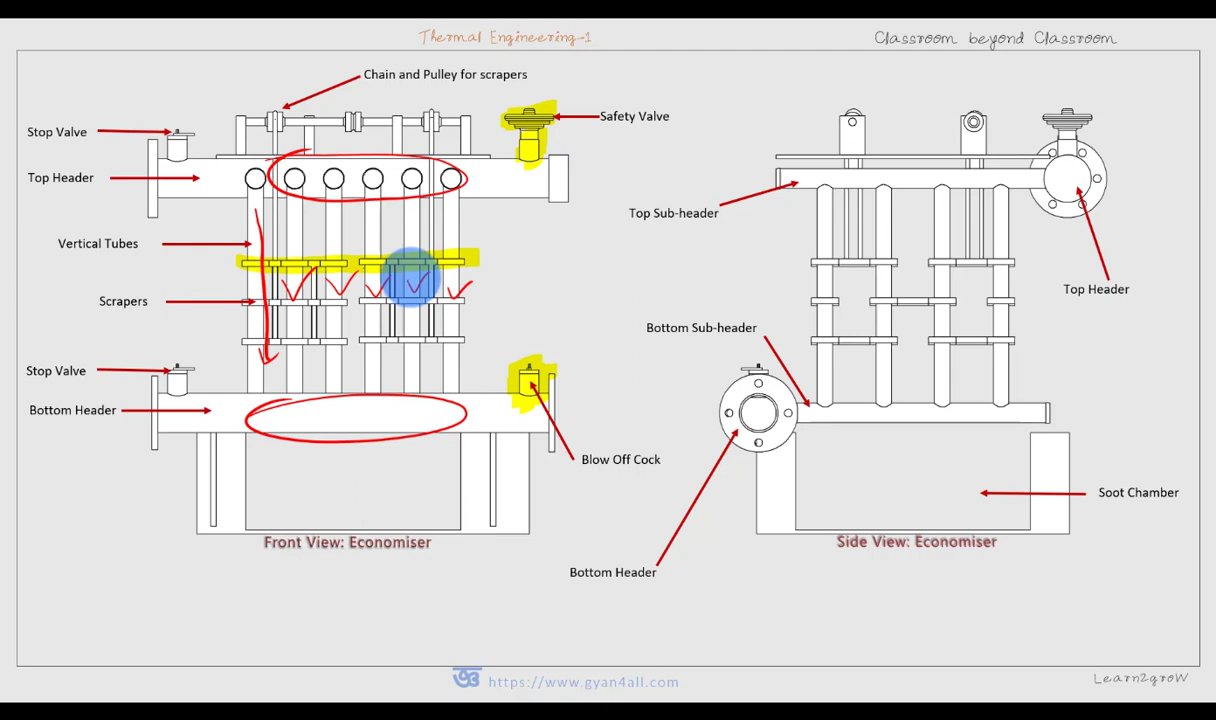 Thermal Engineering-1
Classroom beyond Classroom
Chain and Pulley for scrapers
Stop Valve
Safety Valve
Top Header
Vertical Tubes
Scrapers
Stop Valve
Bottom Header
Blow Off Cock
Front View: Economiser
Top Sub-header
Top Header
Bottom Sub-header
Soot Chamber
Side View: Economiser
Bottom Header
https://www.gyan4all.com
Learn2groW